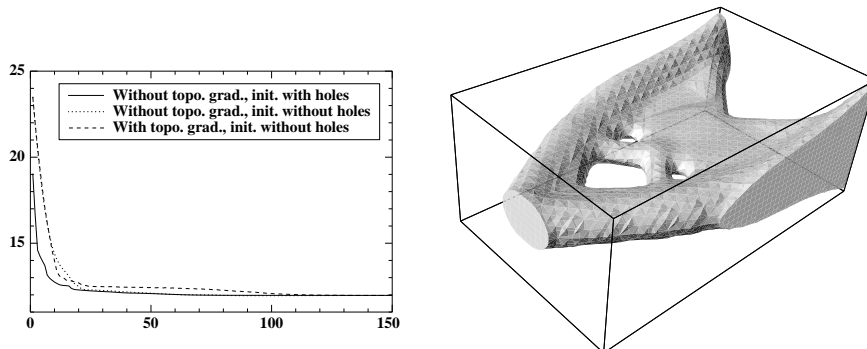 25
Without topo. grad., init. with holes
Without topo. grad., init. without holes
With topo. grad., init. without holes
20
15
0
50
100
150